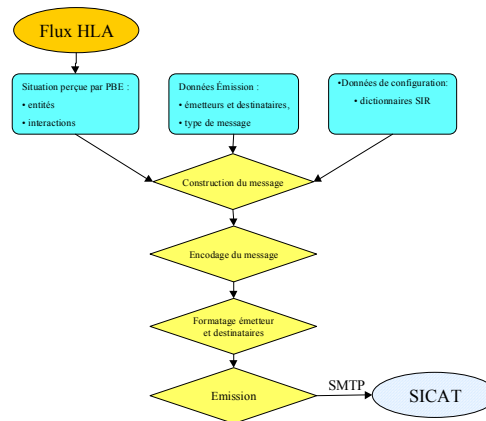 Flux HLA
Situation perçue par PBE :
• entités
• interactions
Données Émission :
• émetteurs et destinataires,
• type de message
•Données de configuration:
• dictionnaires SIR
Construction du message
Encodage du message
Formatage émetteur
et destinataires
Emission
SMTP
SICAT